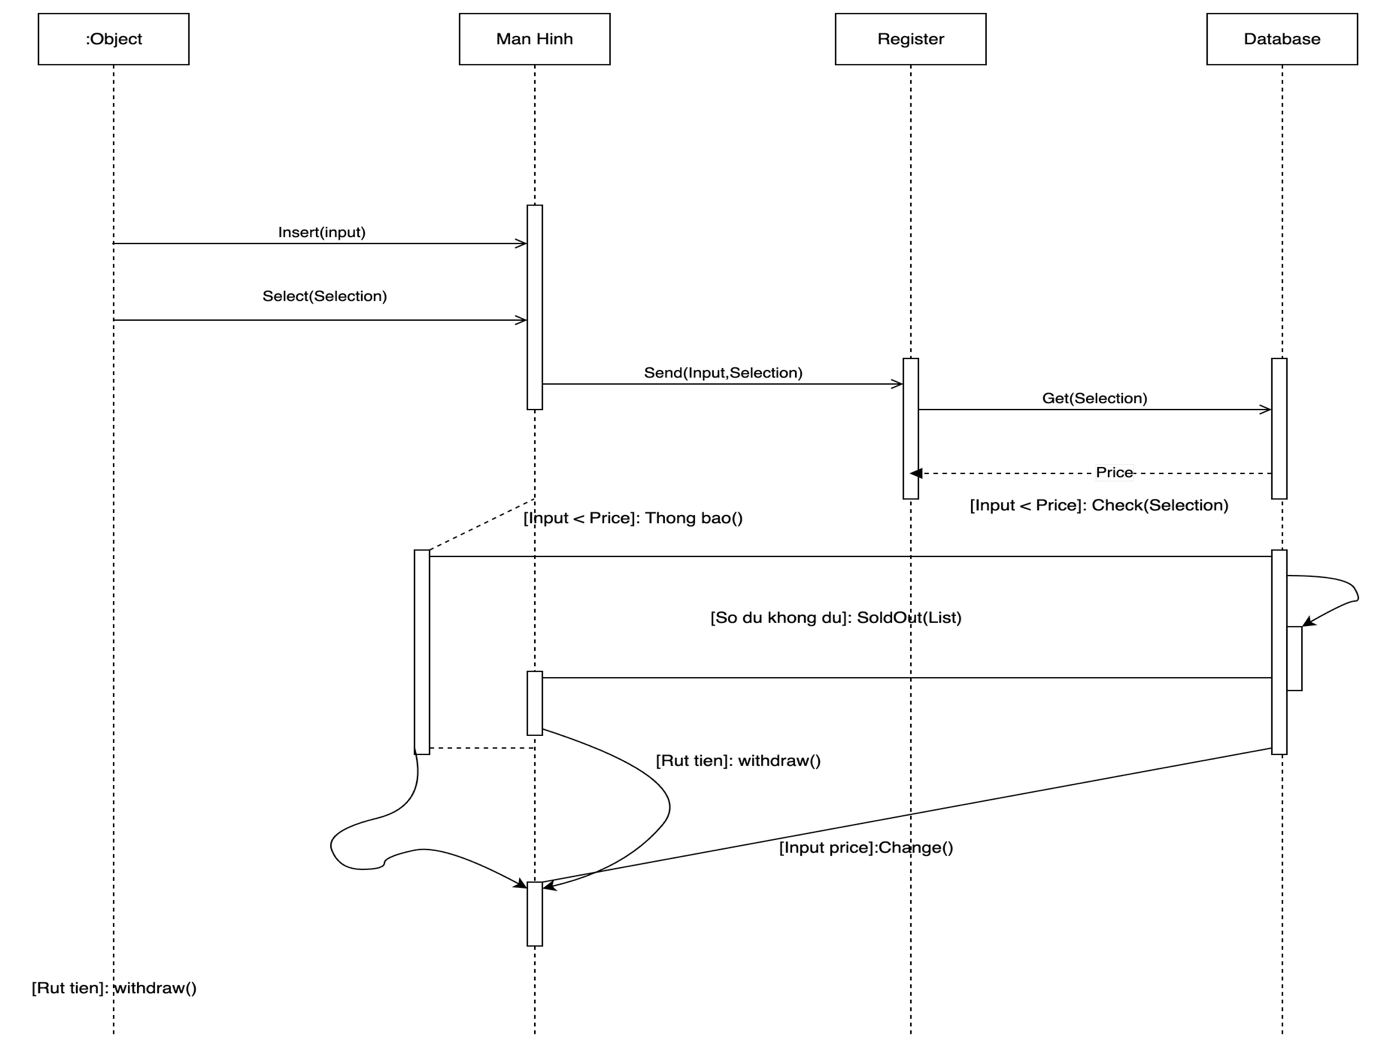 :Object
Man Hinh
Register
Database
Insert(input)
Select(Selection)
Send(Input,Selection)
Get(Selection)
Price
[Input < Price]: Check(Selection)
[Input < Price]: Thong bao()
[So du khong du]: SoldOut(List)
[Rut tien]: withdraw()
[Input price]:Change()
[Rut tien]: withdraw()